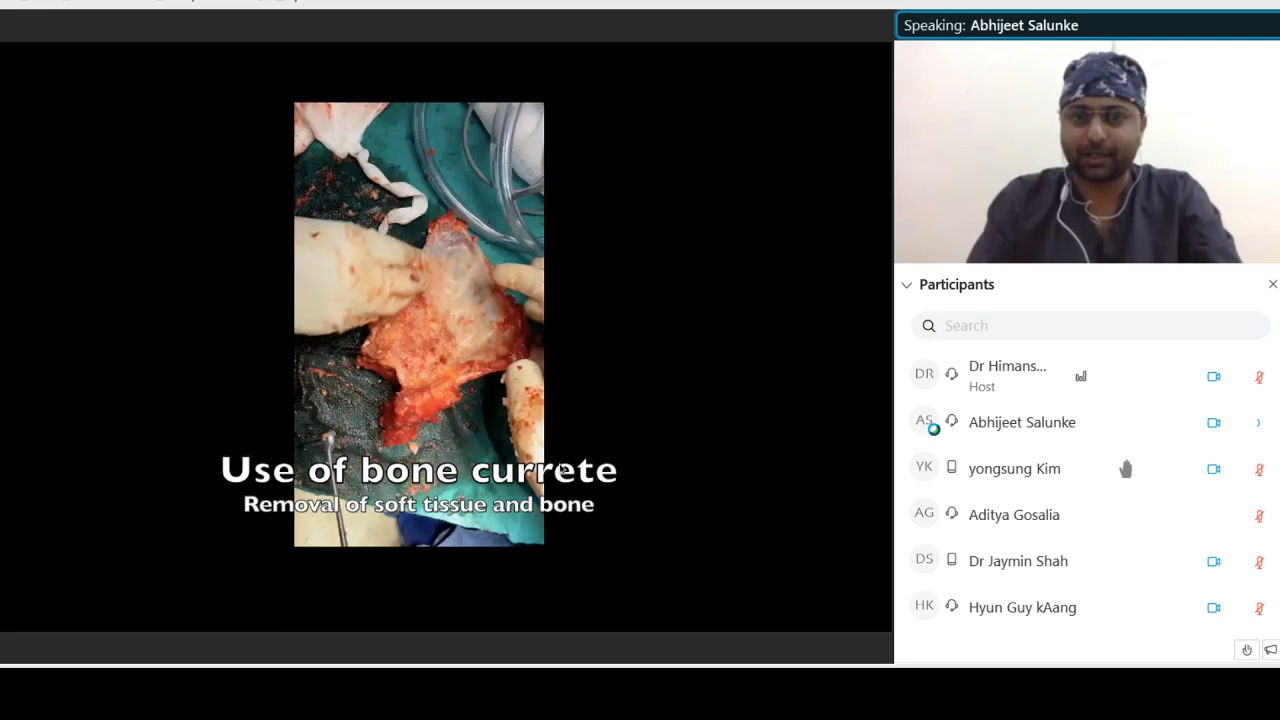 Speaking: Abhijeet Salunke
Use of bone currete
Removal of soft tissue and bone
Participants
Search
DR
Dr Himans...
Host
AS
Abhijeet Salunke
YK
yongsung Kim
AG
Aditya Gosalia
DS
Dr Jaymin Shah
HK
Hyun Guy kAang